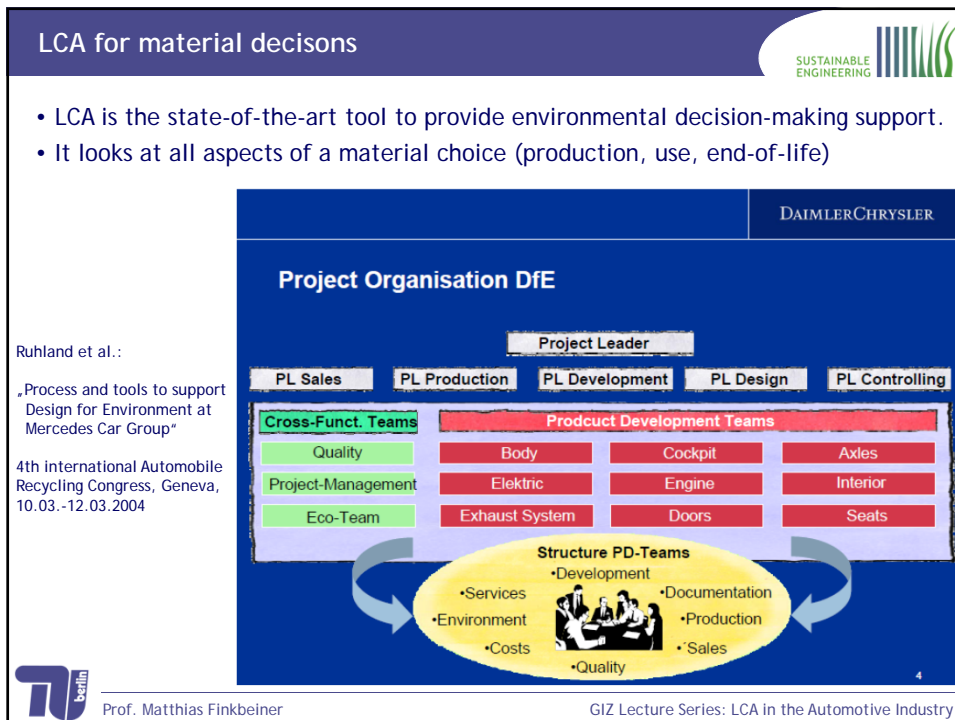 LCA for material decisons
SUSTAINABLE
ENGINEERING
• LCA is the state-of-the-art tool to provide environmental decision-making support.
• It looks at all aspects of a material choice (production, use, end-of-life)
DAIMLERCHRYSLER
Project Organisation DfE
Ruhland et al.:
„Process and tools to support
Design for Environment at
Mercedes Car Group“
4th international Automobile
Recycling Congress, Geneva,
10.03.-12.03.2004
Project Leader
PL Sales PL Production PL Development PL Design PL Controlling
Cross-Funct. Teams Prodcuct Development Teams
Quality Body Cockpit Axles
Project-Management Elektric Engine Interior
Eco-Team Exhaust System Doors Seats
Structure PD-Teams
•Development
•Services •Documentation
•Environment •Production
•Costs •´Sales
•Quality
4
berlin
Prof. Matthias Finkbeiner GIZ Lecture Series: LCA in the Automotive Industry